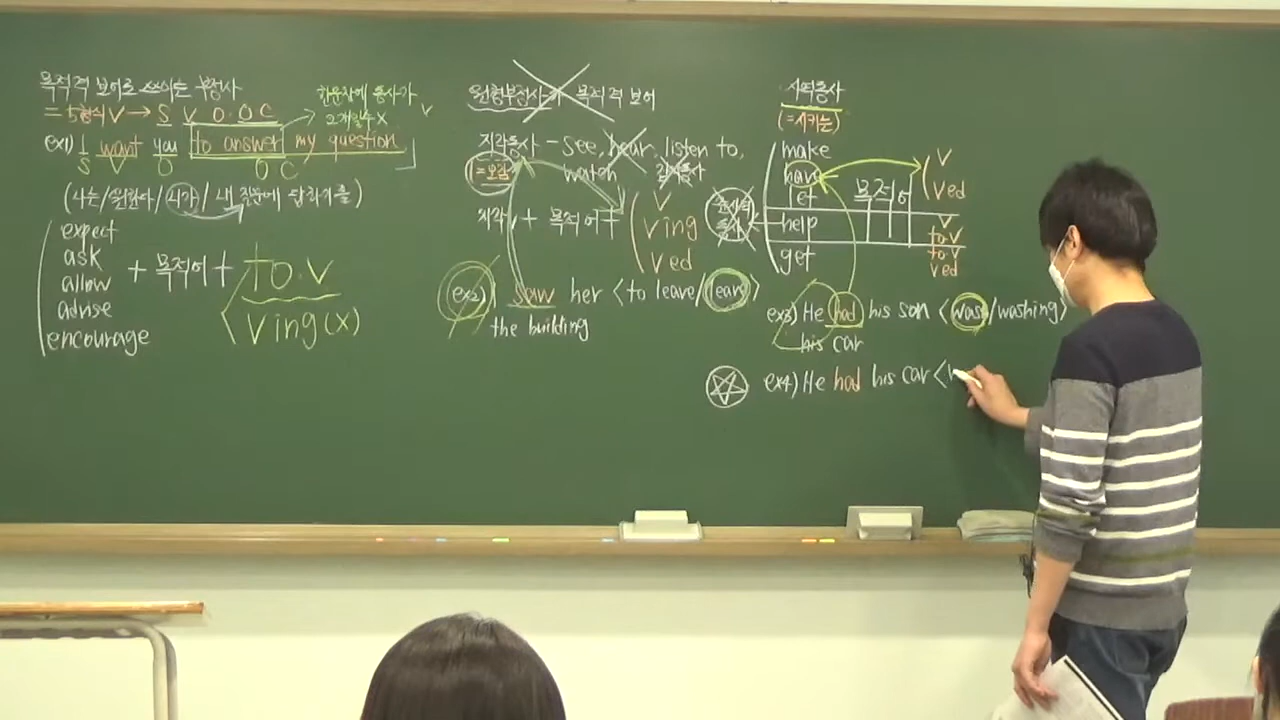 목적격 보어로 쓰이는 부정사
= 5형식 V → S V O. O C
한문장에 동사가 2개일수 X
V
ex1) I want you to answer my question
S V O O C
(나는/원한다/네가/ 내 질문에 답하기를)
expect
ask
allow
advise
encourage
+ 목적어 +
to.v
ving(x)
원형부정사 목적격 보어
지각동사 - see, hear, listen to,
watch
지각 + 목적어 +
V
ving
Ved
ex2) I saw her <to leave/leave>
the building
사역동사
(=시키는)
make
have
let
help
get
목적어
V
Ved
V
to.V
to.V
Ved
ex3) He had his son <wash/washing>
his car
ex4) He had his car <